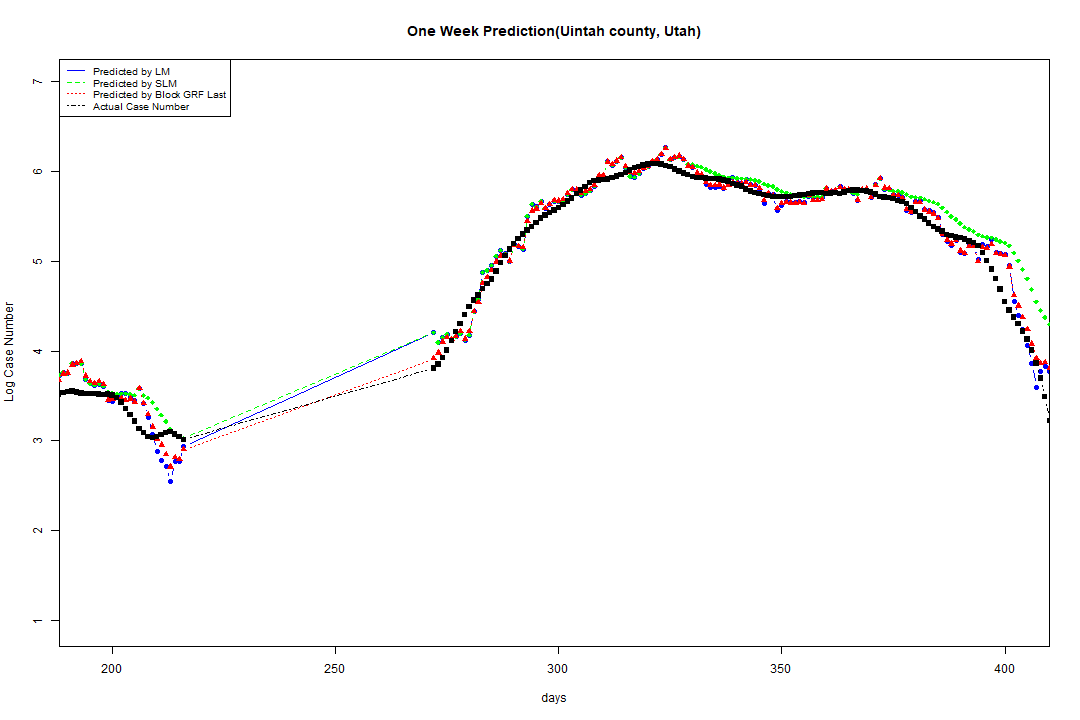 One Week Prediction(Uintah county, Utah)
Predicted by LM
Predicted by SLM
Predicted by Block GRF Last
Actual Case Number
Log Case Number
7
6
5
4
3
2
1
200 250 300 350 400
days